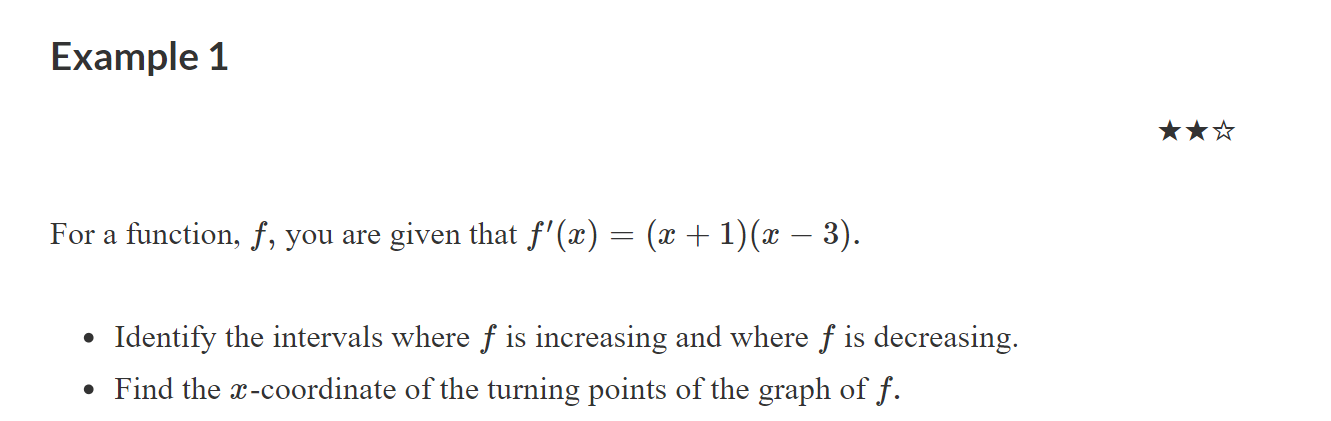 Example 1
★★☆
For a function, f, you are given that f′(x) = (x + 1)(x − 3).
• Identify the intervals where f is increasing and where f is decreasing.
• Find the x-coordinate of the turning points of the graph of f.